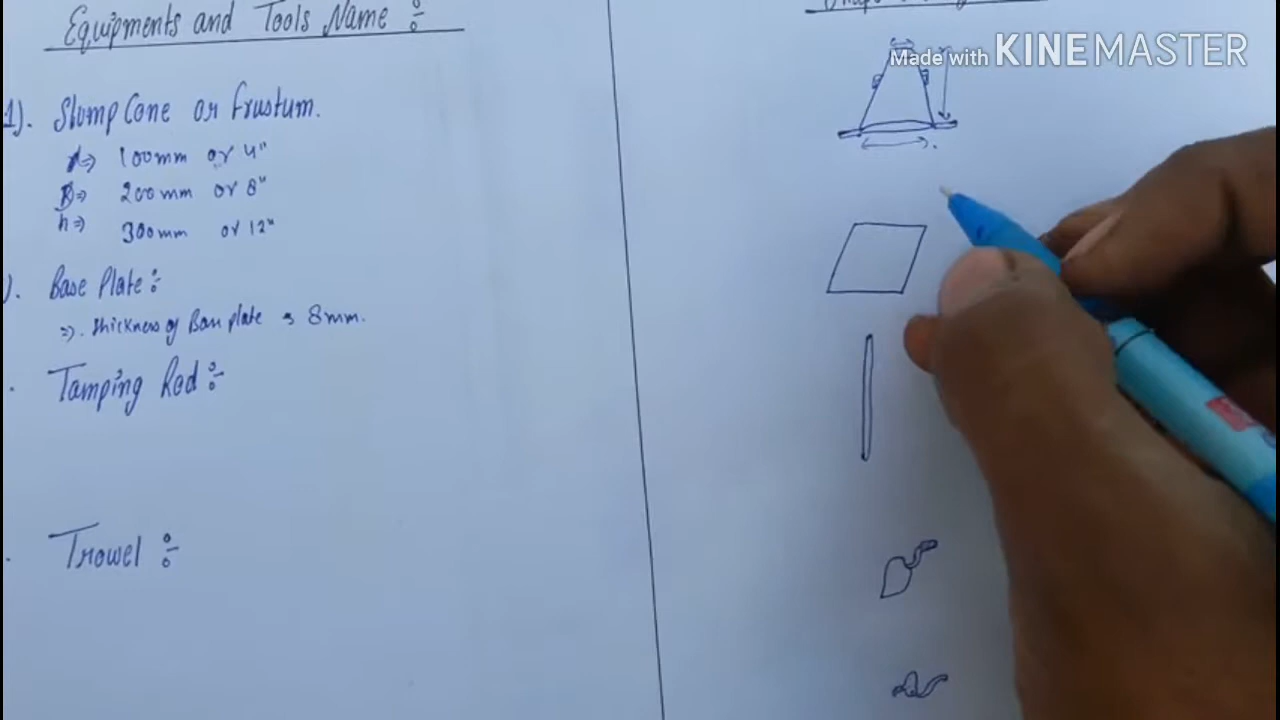 Equipments and Tools Name :
1). Slump Cone or frustum.
d=> 100mm or 4"
D=> 200mm or 8"
h=> 300mm or 12"
). Base Plate :
=>. thickness of Base plate 8mm.
Tamping Rod :
Trowel :
Made with KINEMASTER